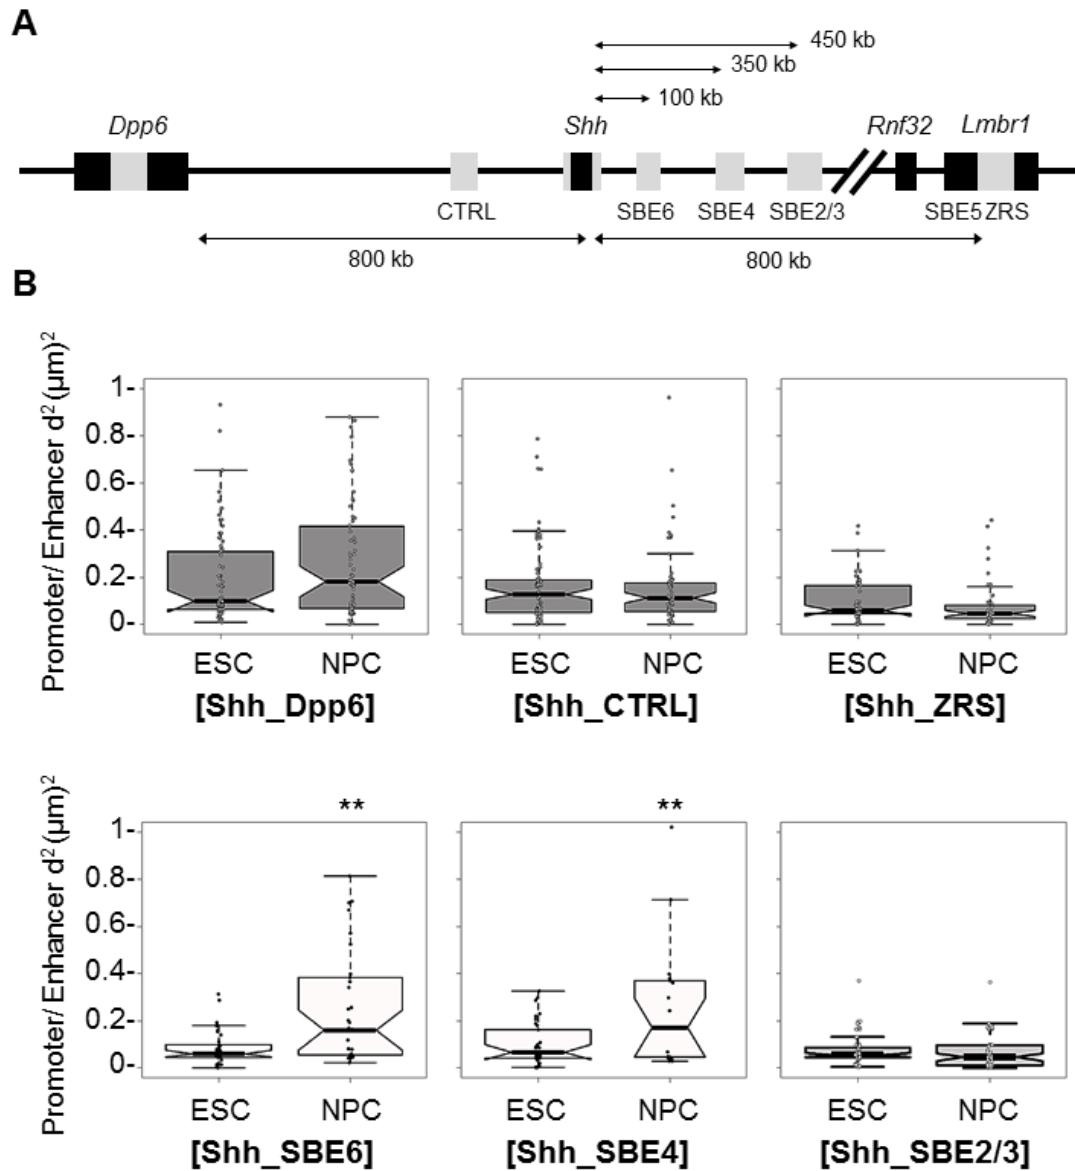 A
450 kb
350 kb
100 kb
Dpp6 Shh Rnf32 Lmbr1
CTRL SBE6 SBE4 SBE2/3 SBE5 ZRS
800 kb 800 kb
B
Promoter/ Enhancer d² (µm)²
1-
0.8-
0.6-
0.4-
0.2-
0-
ESC NPC ESC NPC ESC NPC
[Shh_Dpp6] [Shh_CTRL] [Shh_ZRS]
** **
Promoter/ Enhancer d² (µm)²
1-
0.8-
0.6-
0.4-
0.2-
0-
ESC NPC ESC NPC ESC NPC
[Shh_SBE6] [Shh_SBE4] [Shh_SBE2/3]